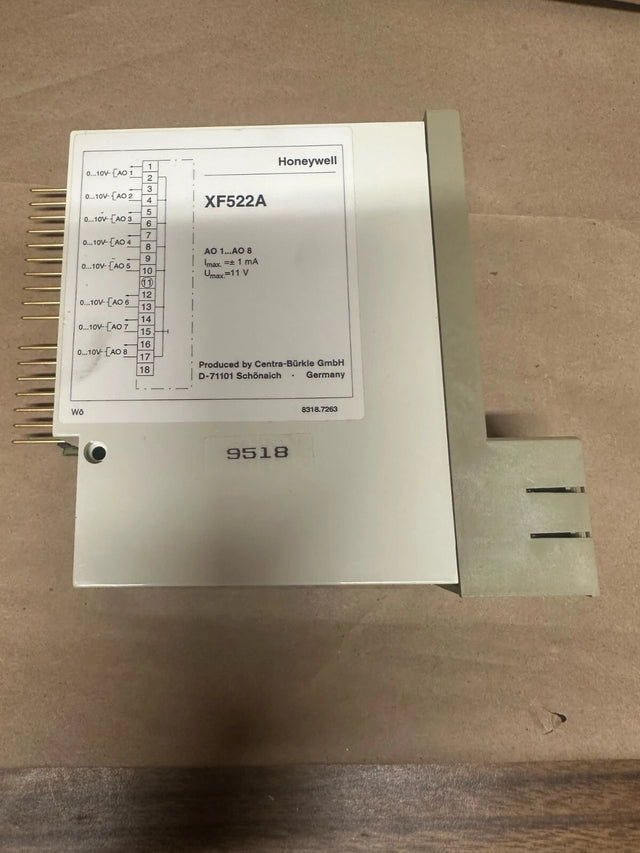 Honeywell
XF522A
0...10V- AO 1
0...10V- AO 2
0...10V- AO 3
0...10V- AO 4
0...10V- AO 5
0...10V- AO 6
0...10V- AO 7
0...10V- AO 8
1
2
3
4
5
6
7
8
9
10
11
12
13
14
15
16
17
18
AO 1...AO 8
Imax. =± 1 mA
Umax.=11 V
Produced by Centra-Bürkle GmbH
D-71101 Schönaich · Germany
Wö
8318.7263
9518